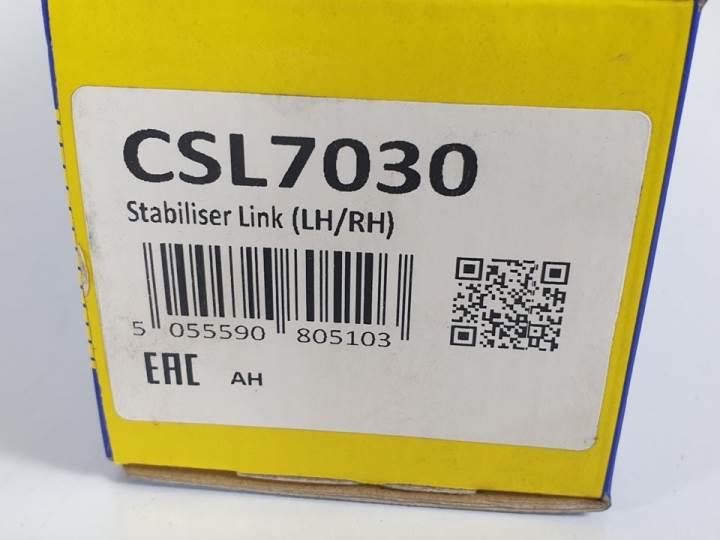 CSL7030
Stabiliser Link (LH/RH)
5 055590 805103
EAC AH